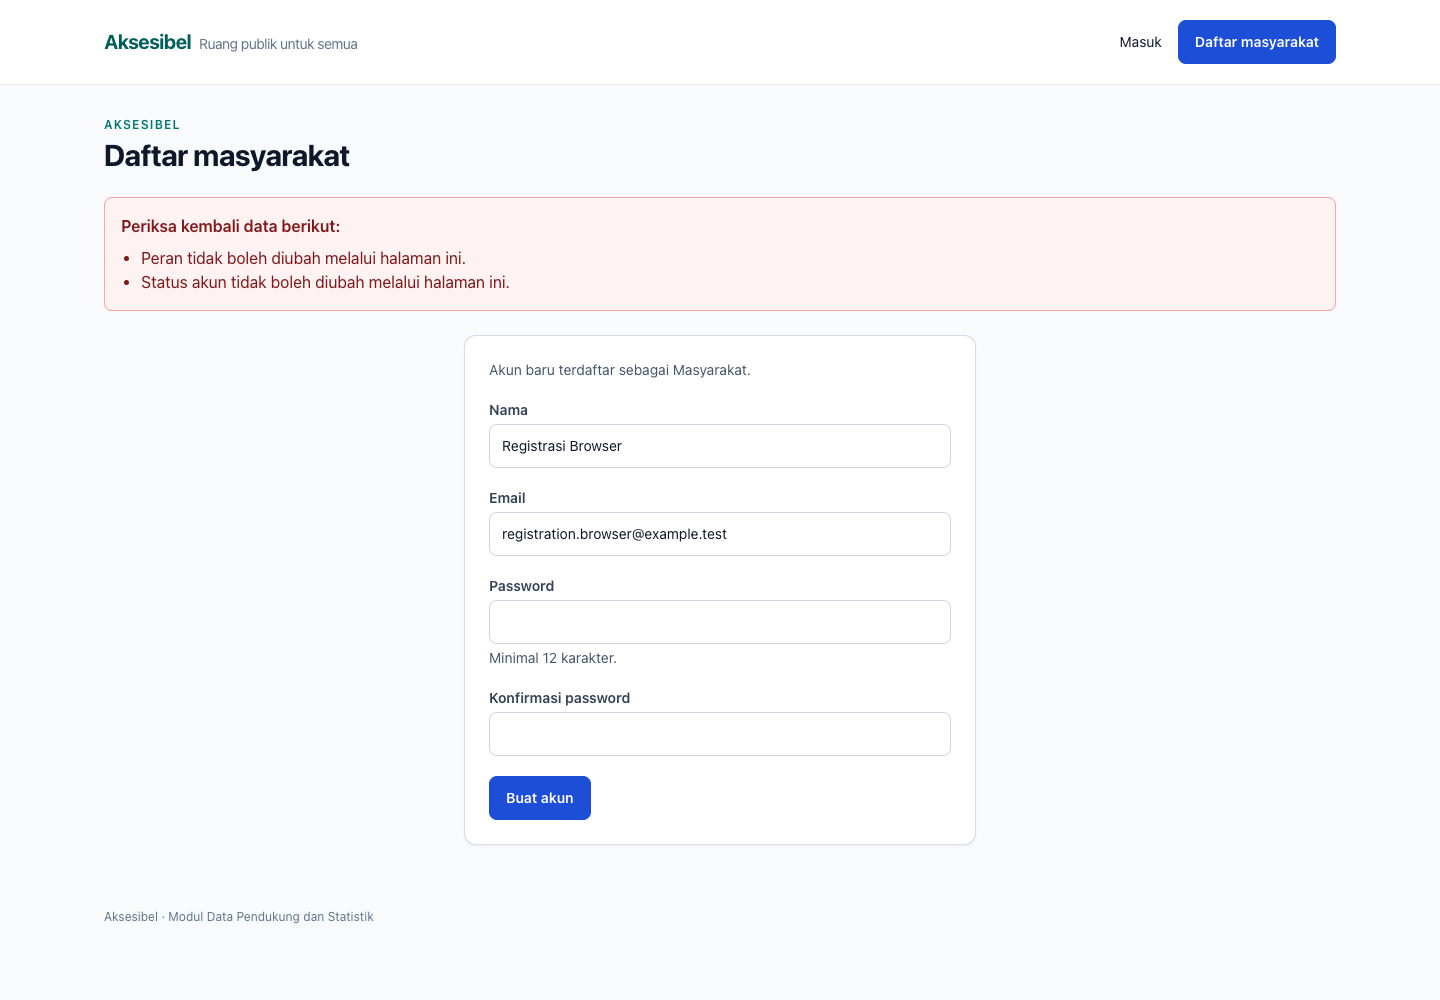 Aksesibel Ruang publik untuk semua
Masuk
Daftar masyarakat
AKSESIBEL
Daftar masyarakat
Periksa kembali data berikut:
• Peran tidak boleh diubah melalui halaman ini.
• Status akun tidak boleh diubah melalui halaman ini.
Akun baru terdaftar sebagai Masyarakat.
Nama
Registrasi Browser
Email
registration.browser@example.test
Password
Minimal 12 karakter.
Konfirmasi password
Buat akun
Aksesibel · Modul Data Pendukung dan Statistik